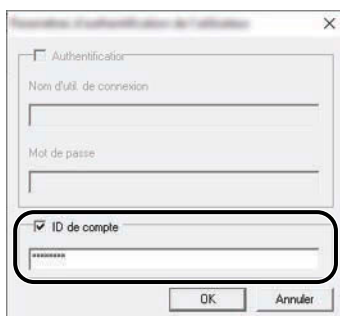 Authentification
Nom d'util. de connexion
Mot de passe
ID de compte
********
OK
Annuler